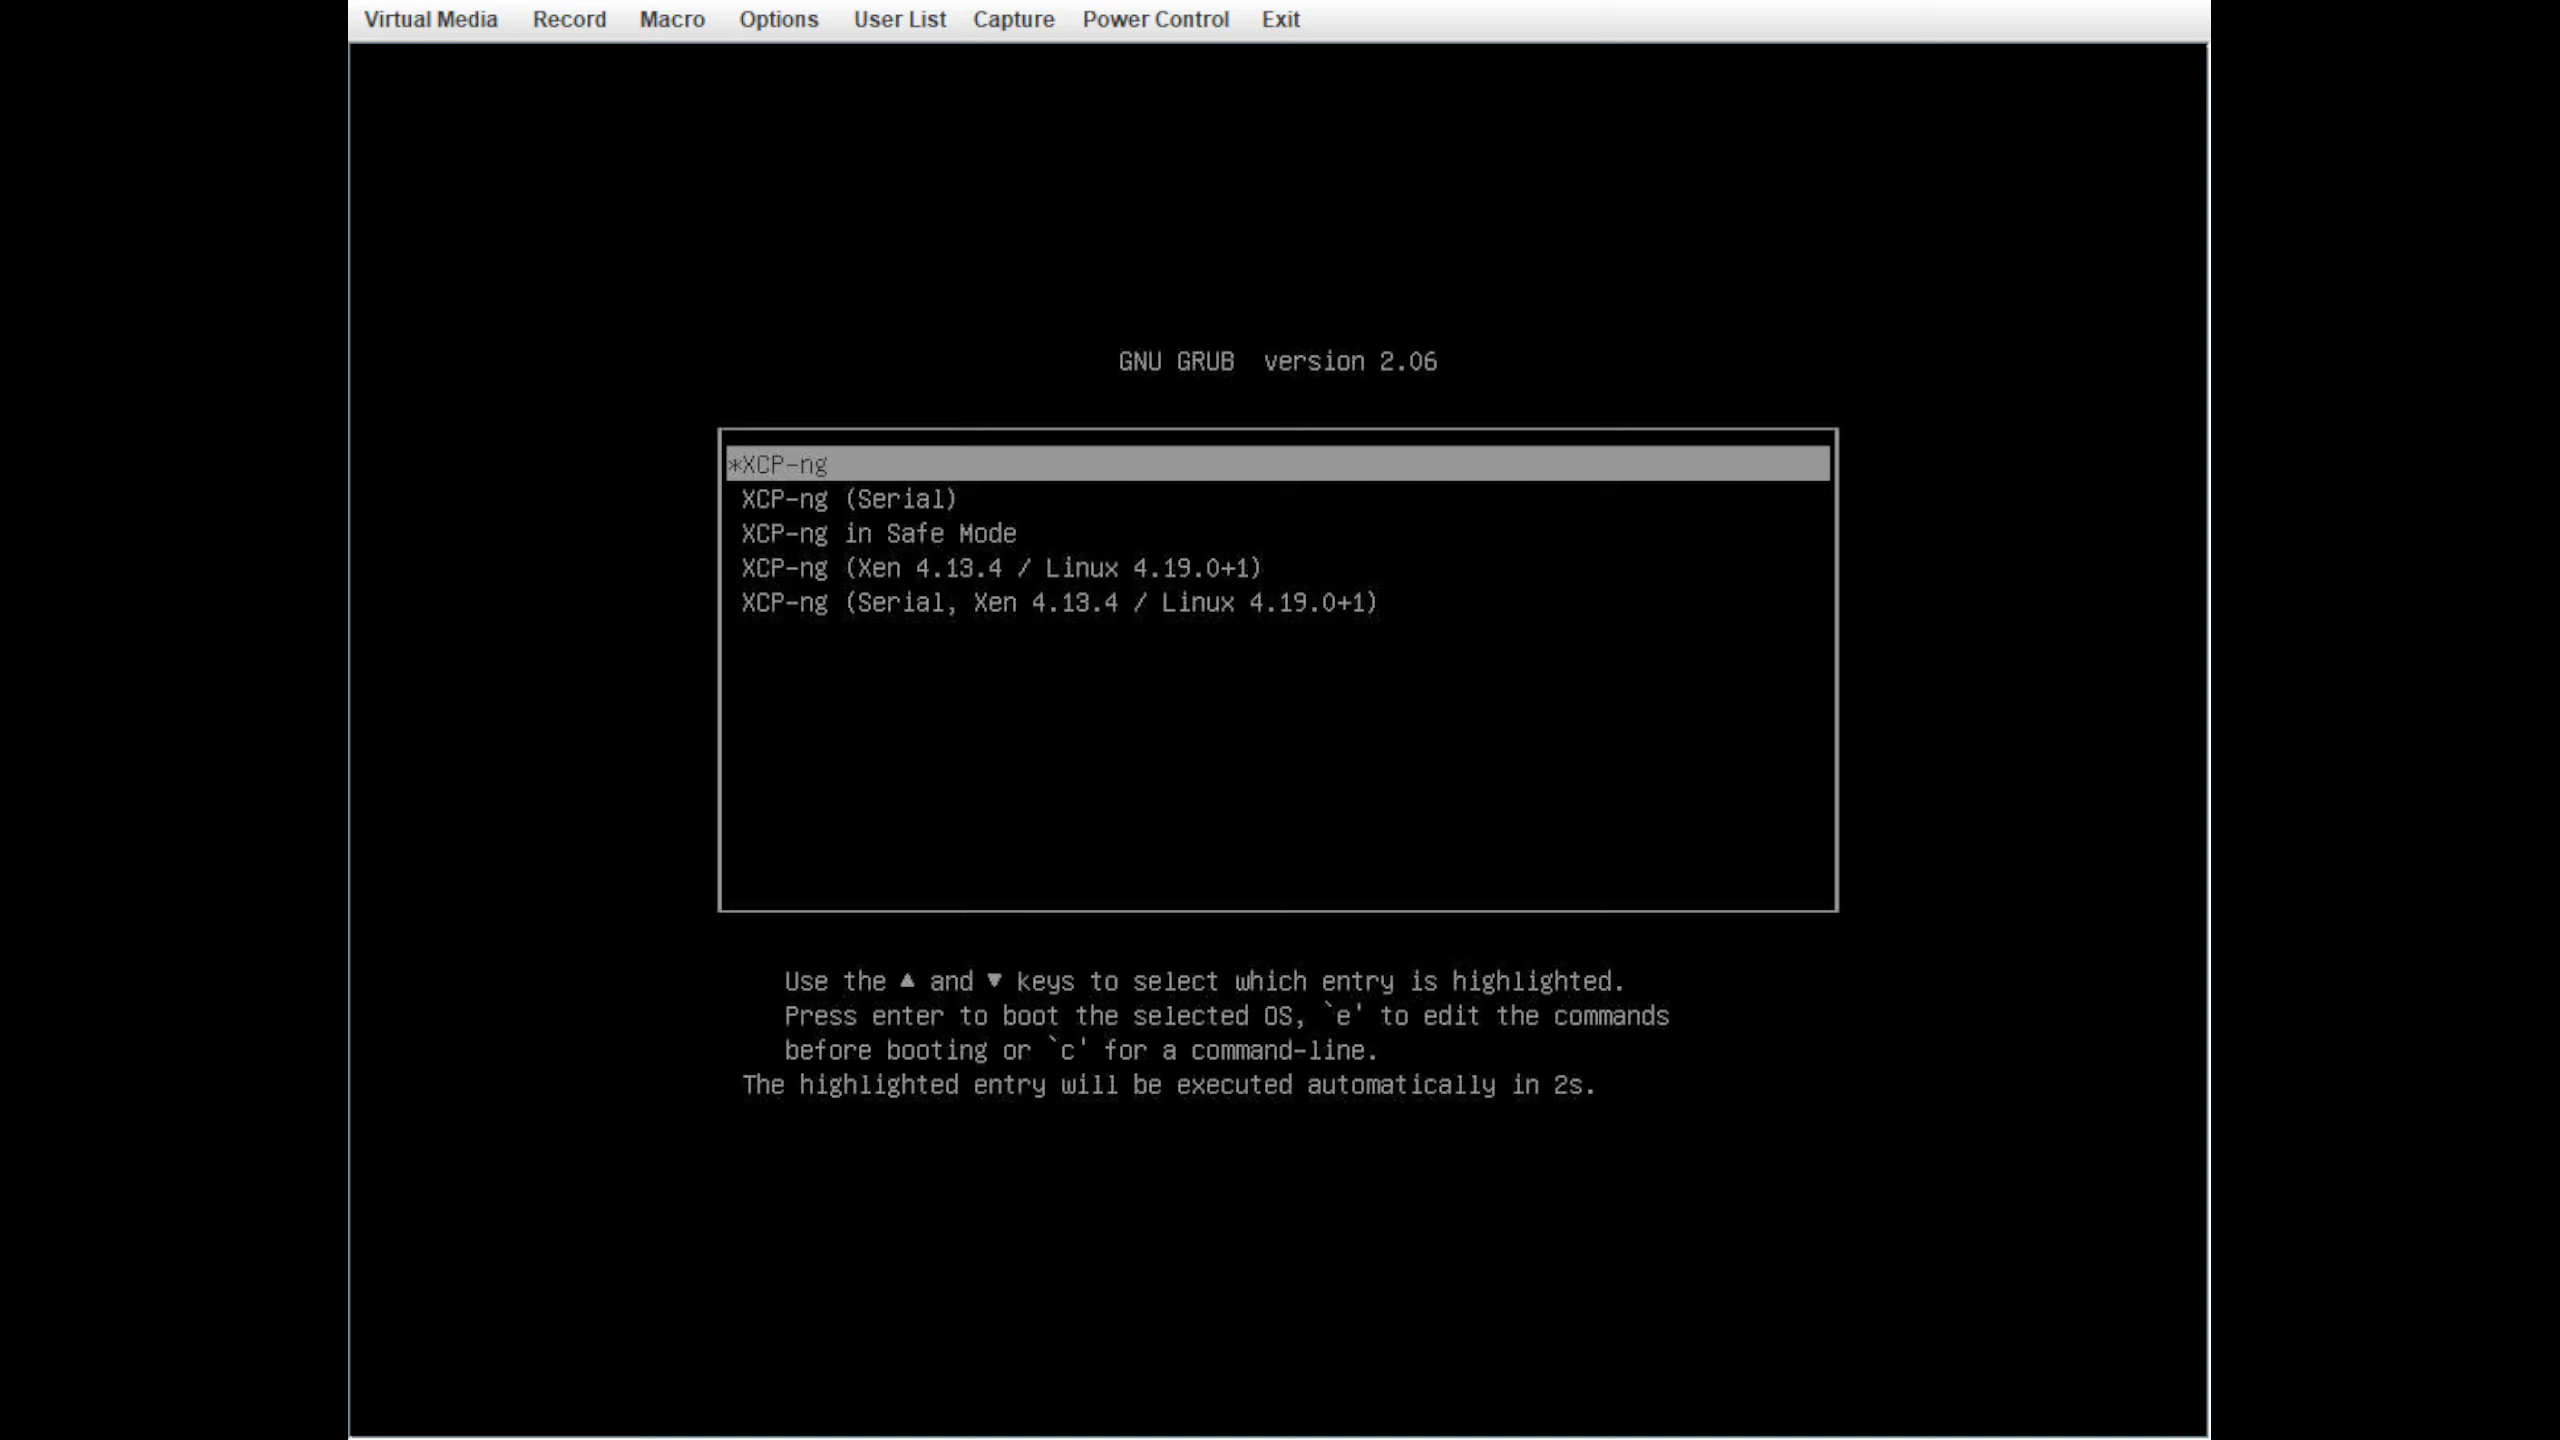 Virtual Media Record Macro Options User List Capture Power Control Exit
GNU GRUB version 2.06
*XCP-ng
XCP-ng (Serial)
XCP-ng in Safe Mode
XCP-ng (Xen 4.13.4 / Linux 4.19.0+1)
XCP-ng (Serial, Xen 4.13.4 / Linux 4.19.0+1)
Use the ▲ and ▼ keys to select which entry is highlighted.
Press enter to boot the selected OS, `e' to edit the commands
before booting or `c' for a command-line.
The highlighted entry will be executed automatically in 2s.